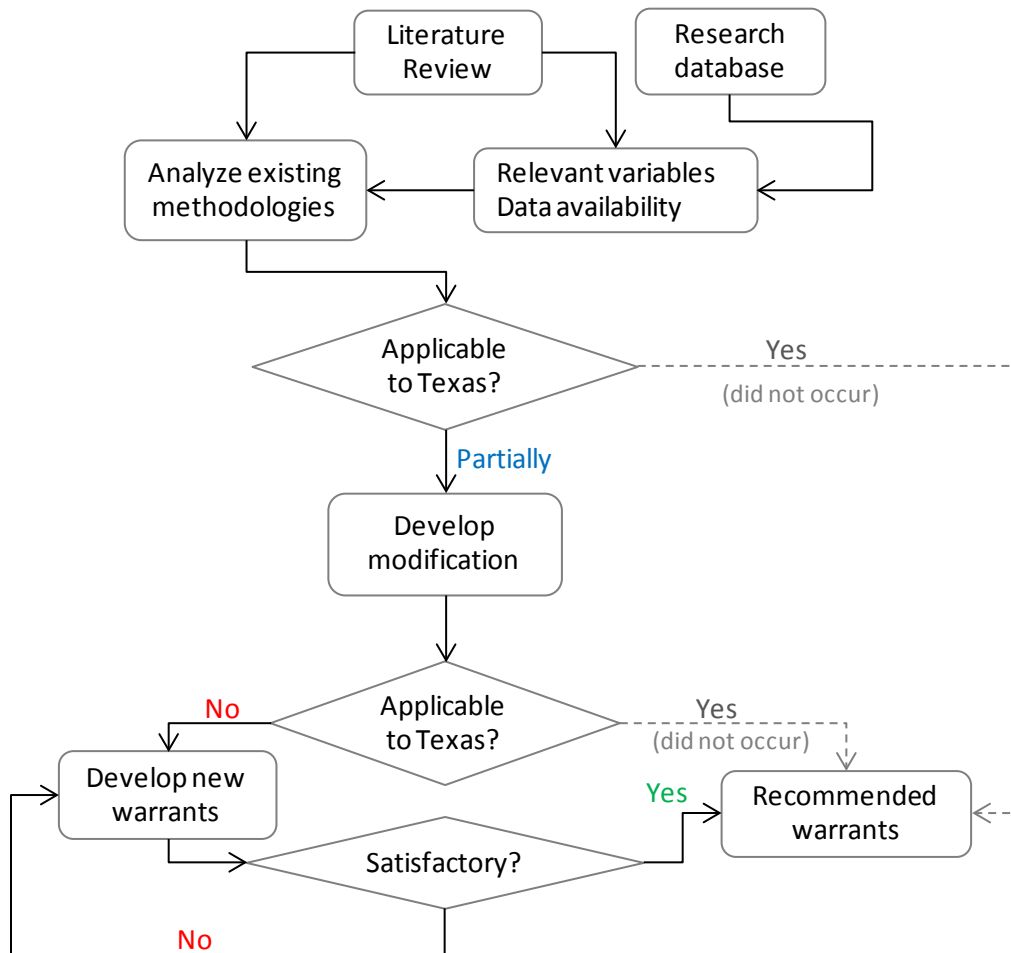 Literature
Review
Research
database
Analyze existing
methodologies
Relevant variables
Data availability
Applicable
to Texas?
Yes
(did not occur)
Partially
Develop
modification
No
Applicable
to Texas?
Yes
(did not occur)
Develop new
warrants
Yes
Recommended
warrants
Satisfactory?
No